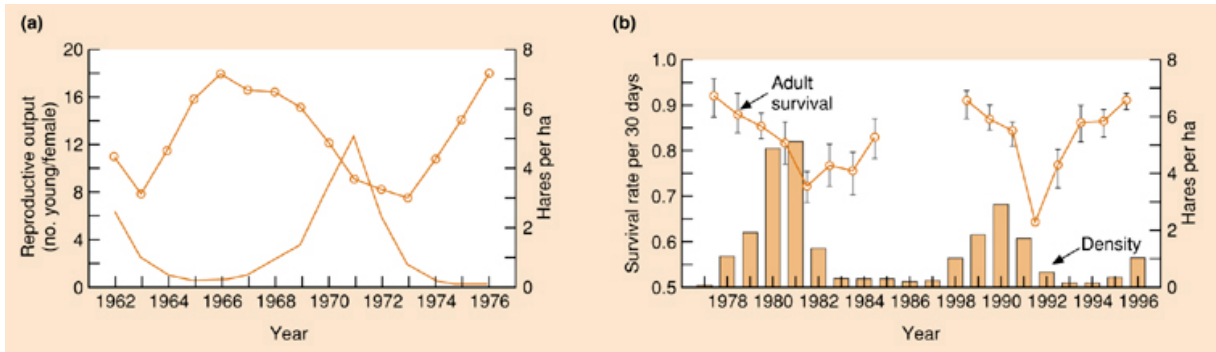 (a)
20
16
12
8
4
0
Reproductive output
(no. young/female)
8
6
4
2
0
Hares per ha
1962 1964 1966 1968 1970 1972 1974 1976
Year
(b)
1.0
0.9
0.8
0.7
0.6
0.5
Survival rate per 30 days
Adult
survival
Density
8
6
4
2
0
Hares per ha
1978 1980 1982 1984 1986 1998 1990 1992 1994 1996
Year